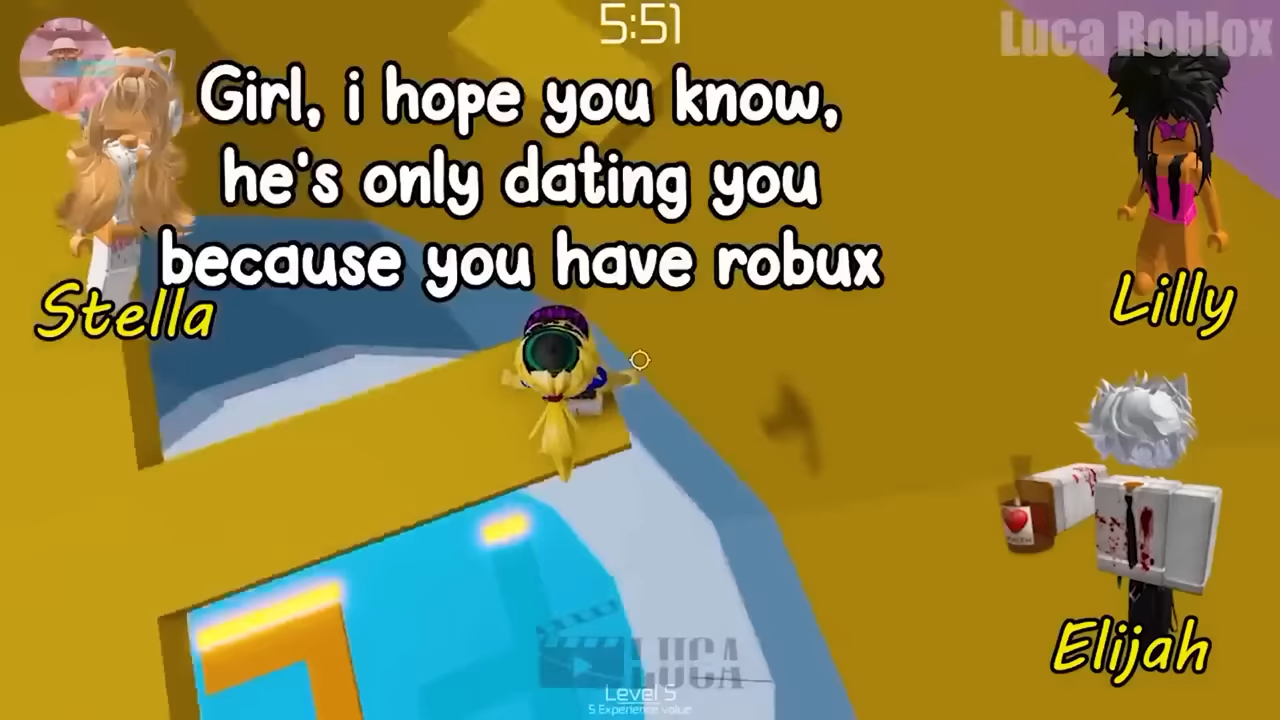 5:51
Luca Roblox
Girl, i hope you know,
he's only dating you
because you have robux
Stella
Lilly
Elijah
LUCA
Level 5
5 Experience value